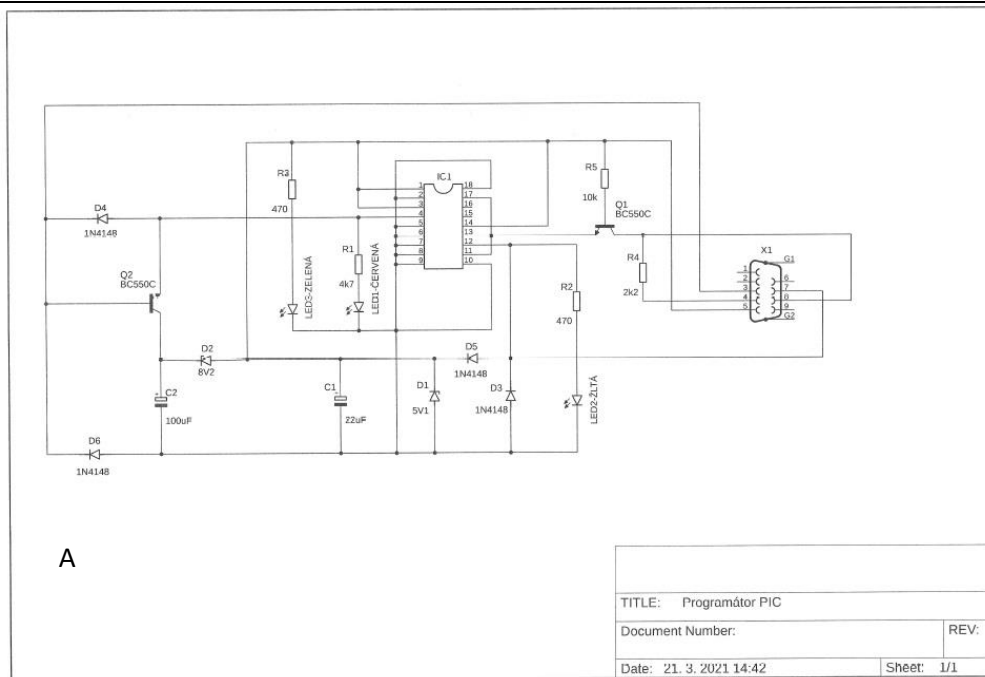 IC1
R3
470
1
2
3
4
5
6
7
8
9
18
17
16
15
14
13
12
11
10
R5
10k
Q1
BC550C
X1
G1
1
2
3
4
5
6
7
8
9
G2
R4
2k2
D4
1N4148
R1
4k7
LED3-ZELENÁ
LED1-ČERVENÁ
Q2
BC550C
R2
470
D2
8V2
D5
1N4148
C2
100uF
C1
22uF
D1
5V1
D3
1N4148
LED2-ŽLTÁ
D6
1N4148
A
TITLE: Programátor PIC
Document Number:
REV:
Date: 21. 3. 2021 14:42
Sheet: 1/1